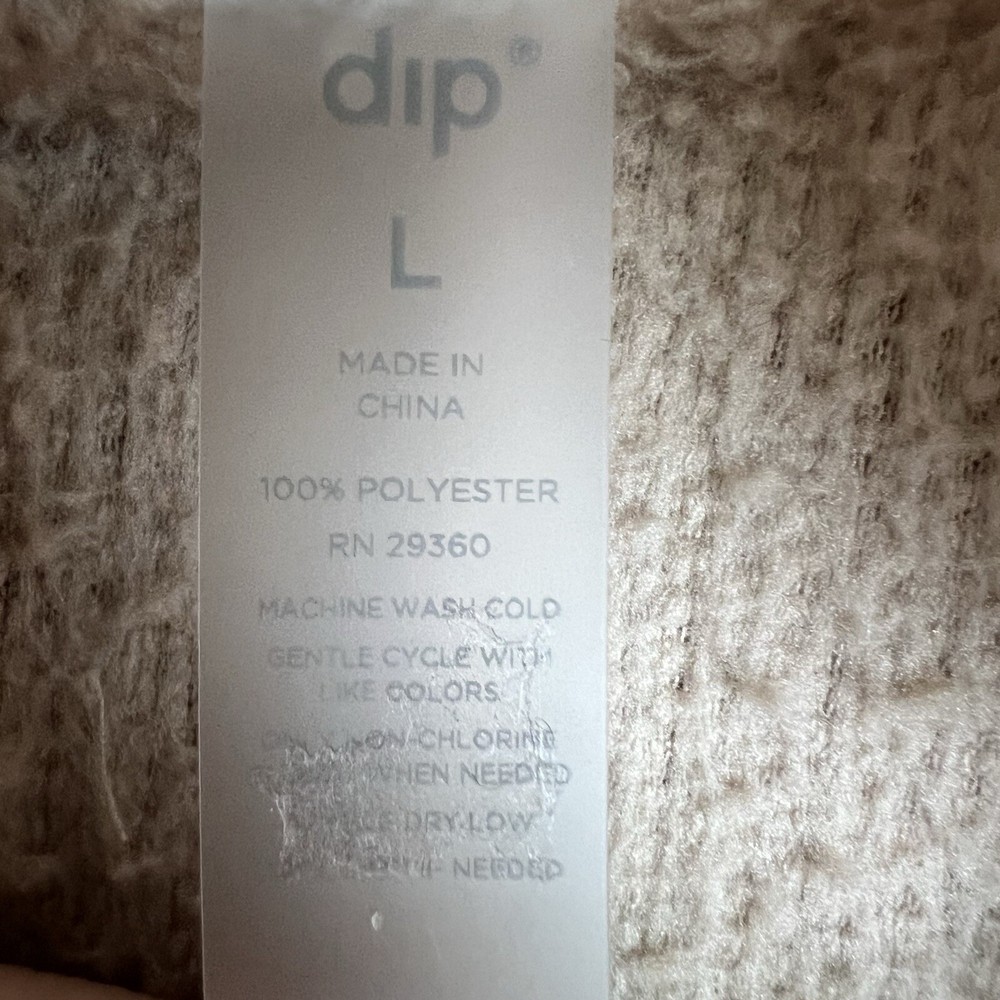 dip®
L
MADE IN
CHINA
100% POLYESTER
RN 29360
MACHINE WASH COLD
GENTLE CYCLE WITH
LIKE COLORS
ONLY NON-CHLORINE
WHEN NEEDED
DRY LOW
NEEDED